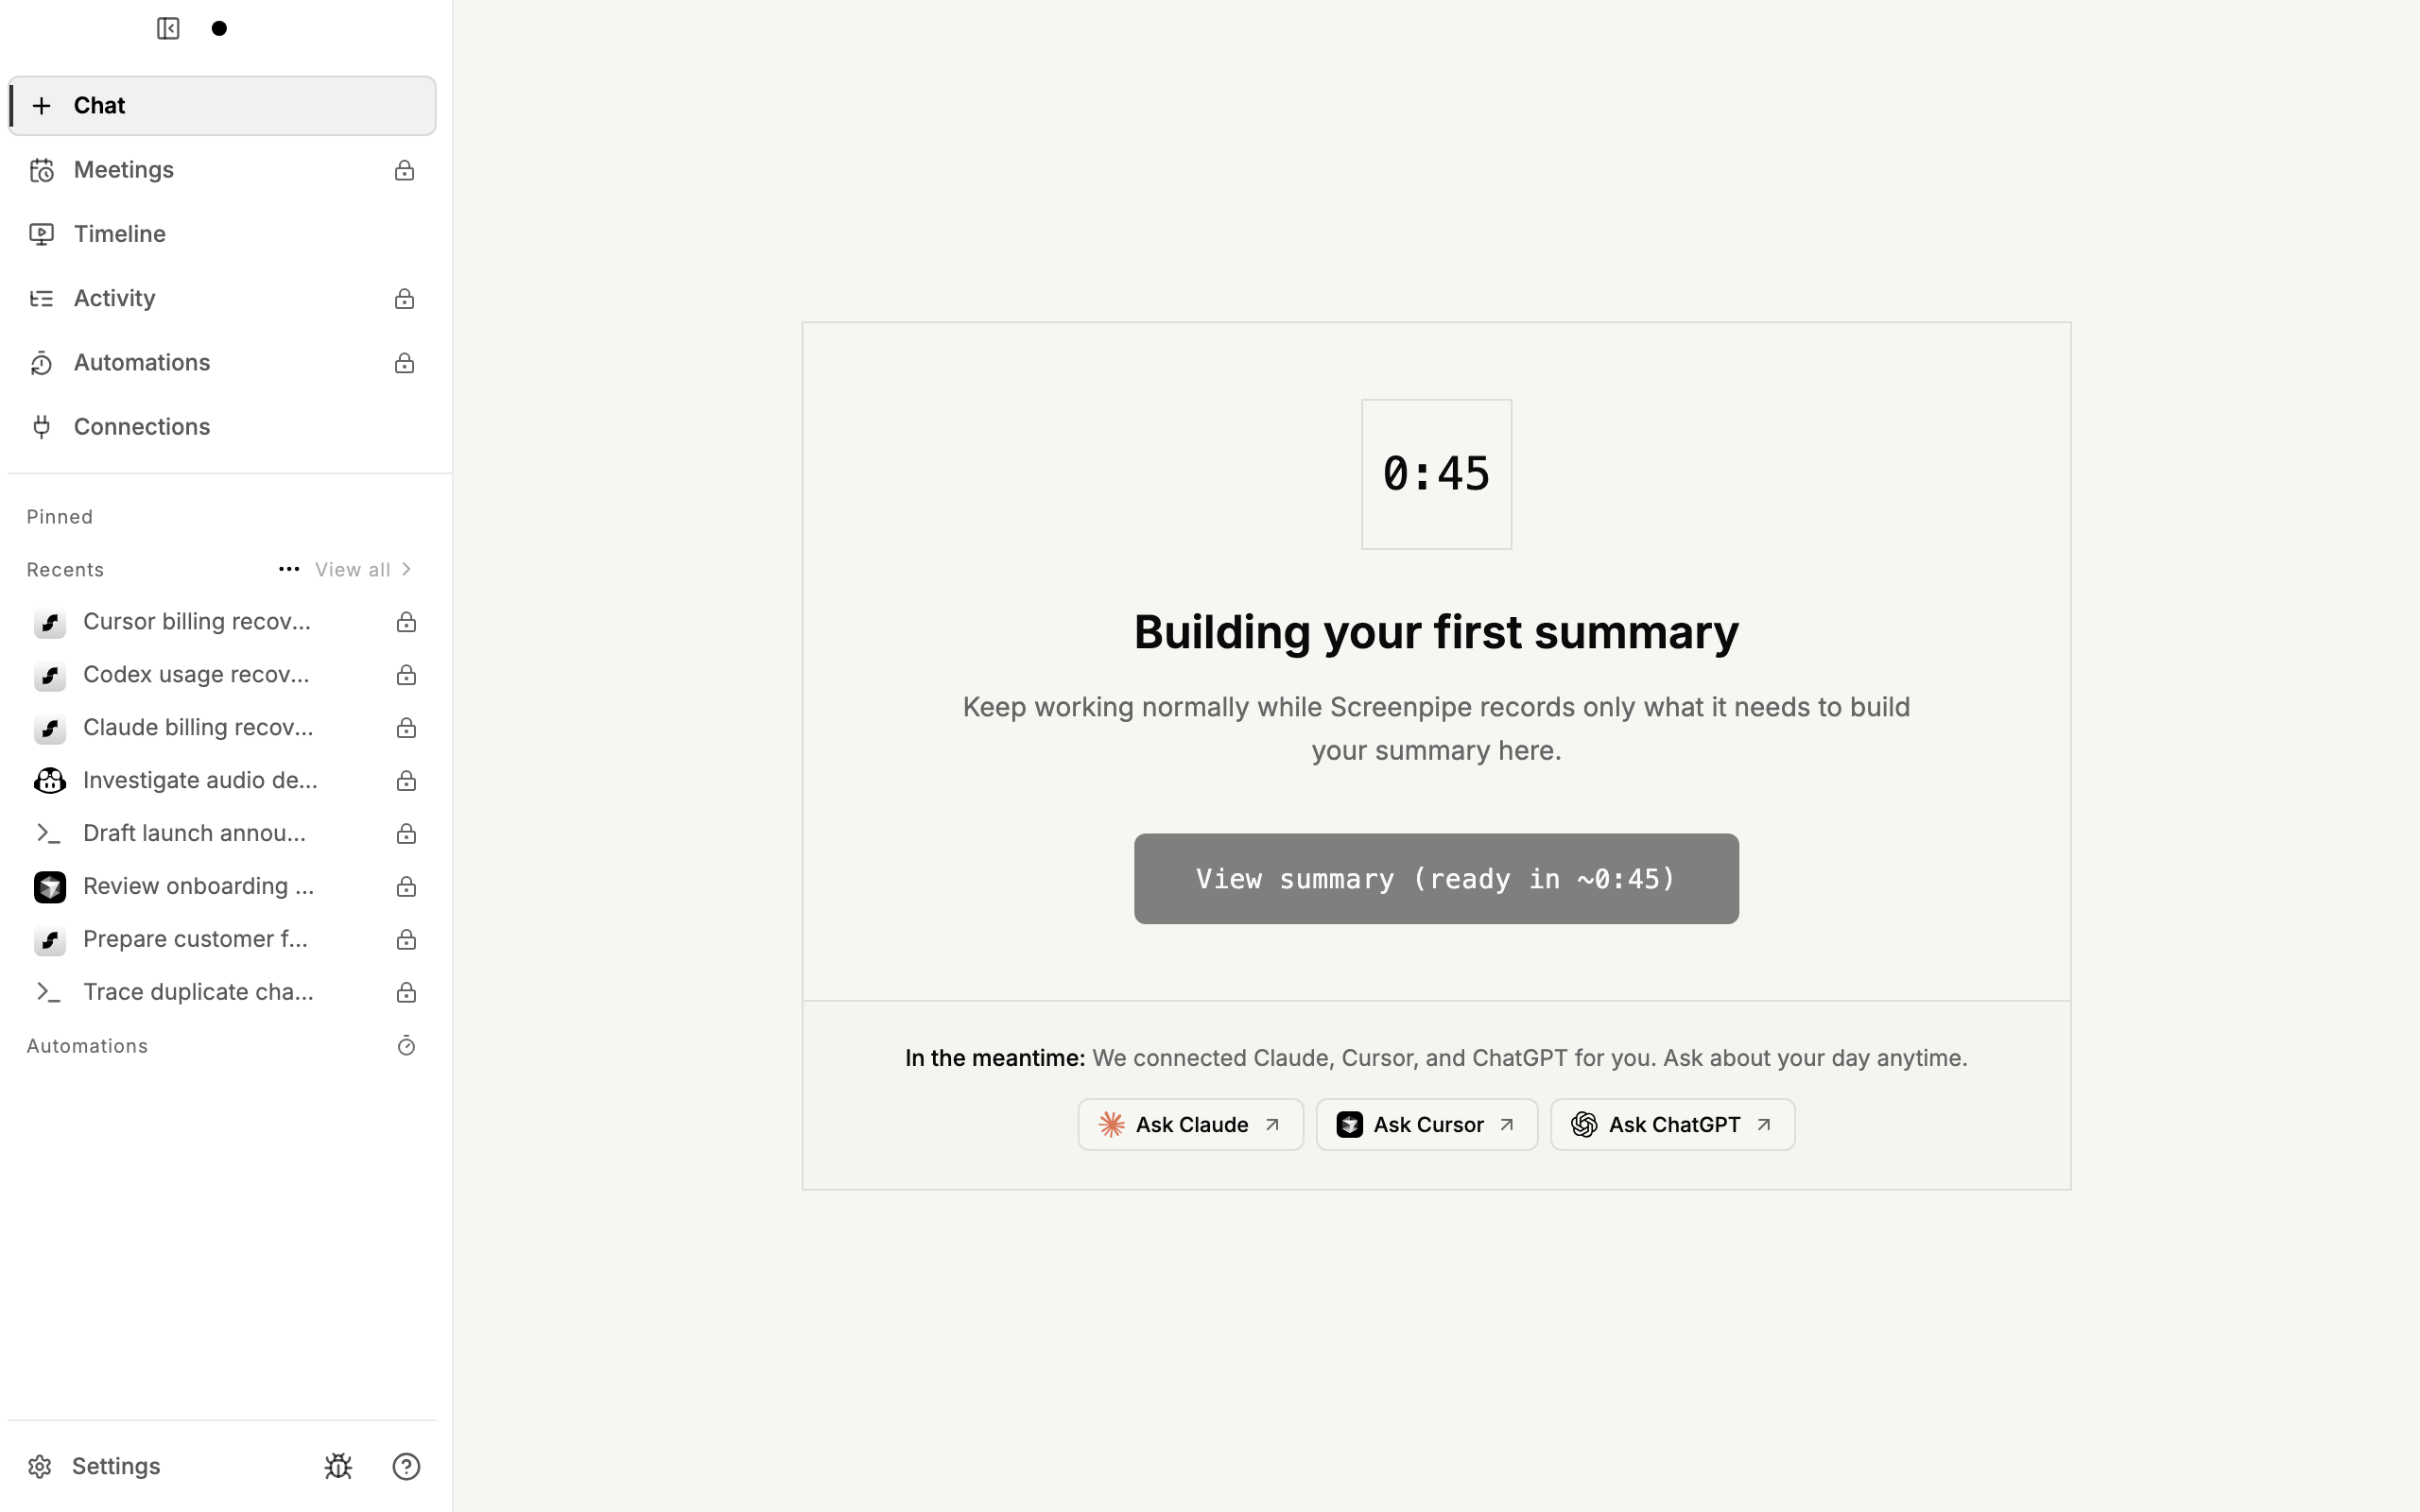 Chat
Meetings
Timeline
Activity
Automations
Connections
Pinned
Recents ••• View all >
Cursor billing recov...
Codex usage recov...
Claude billing recov...
Investigate audio de...
Draft launch annou...
Review onboarding ...
Prepare customer f...
Trace duplicate cha...
Automations
Settings
0:45
Building your first summary
Keep working normally while Screenpipe records only what it needs to build
your summary here.
View summary (ready in ~0:45)
In the meantime: We connected Claude, Cursor, and ChatGPT for you. Ask about your day anytime.
Ask Claude ↗ Ask Cursor ↗ Ask ChatGPT ↗